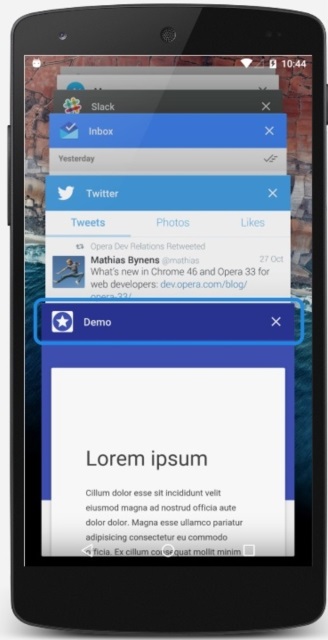 10:44
Slack
Inbox
Yesterday
Twitter
Tweets Photos Likes
Opera Dev Relations Retweeted
Mathias Bynens @mathias 27 Oct
What's new in Chrome 46 and Opera 33 for
web developers: dev.opera.com/blog/
opera-33/
Demo
Lorem ipsum
Cillum dolor esse sit incididunt velit
eiusmod magna ad nostrud officia aute
dolor dolor. Magna esse ullamco pariatur
adipisicing consectetur eu commodo
officia. Ex cillum consequat mollit minim